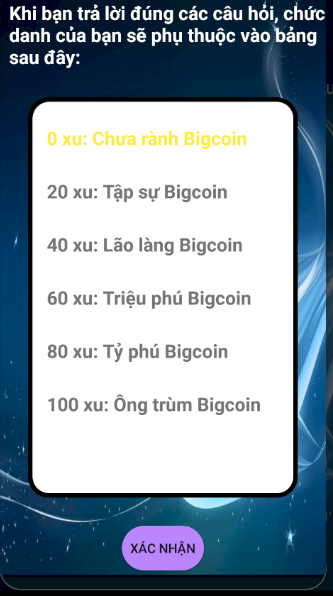 Khi bạn trả lời đúng các câu hỏi, chức
danh của bạn sẽ phụ thuộc vào bảng
sau đây:
0 xu: Chưa rành Bigcoin
20 xu: Tập sự Bigcoin
40 xu: Lão làng Bigcoin
60 xu: Triệu phú Bigcoin
80 xu: Tỷ phú Bigcoin
100 xu: Ông trùm Bigcoin
XÁC NHẬN